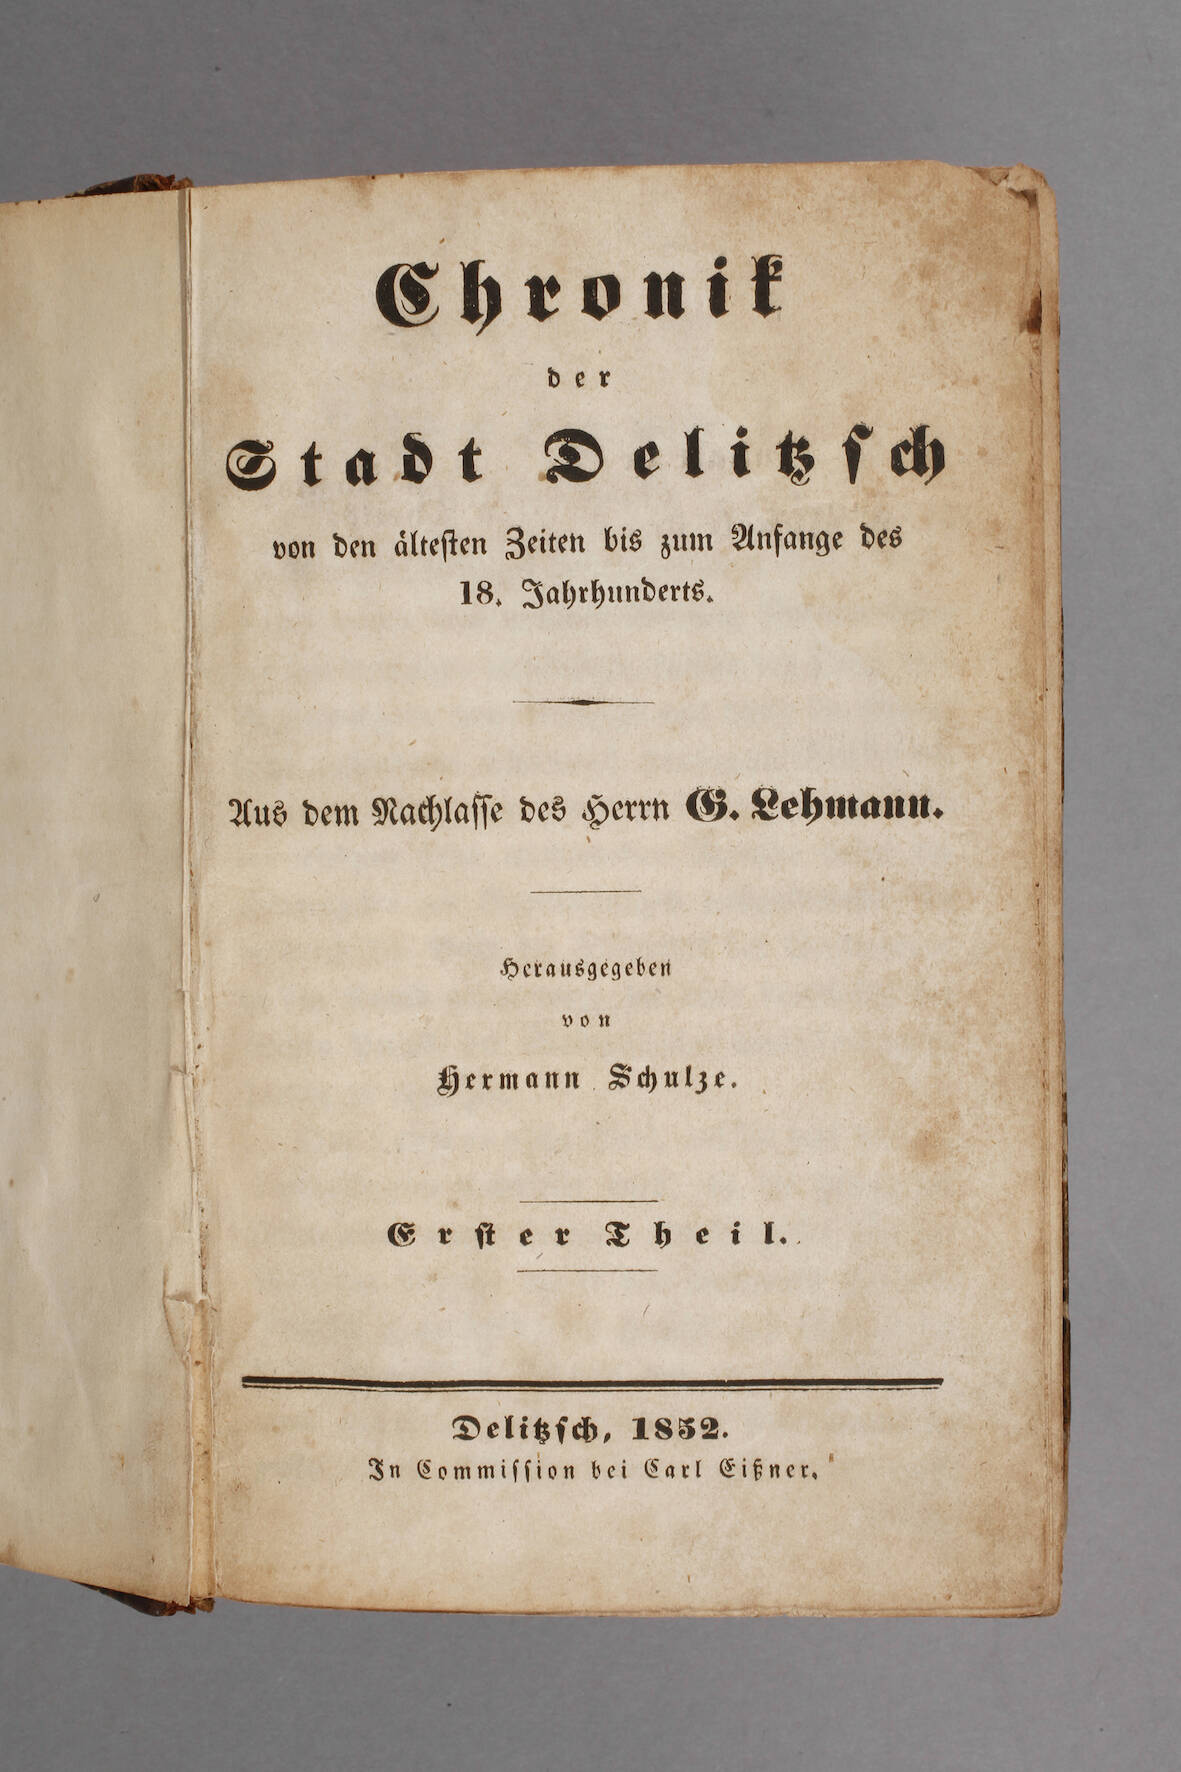 Chronik
der
Stadt Delitzsch
von den ältesten Zeiten bis zum Anfange des
18. Jahrhunderts.
Aus dem Nachlasse des Herrn G. Lehmann.
Herausgegeben
von
Hermann Schulze.
Erster Theil.
Delitzsch, 1852.
In Commission bei Carl Eißner.